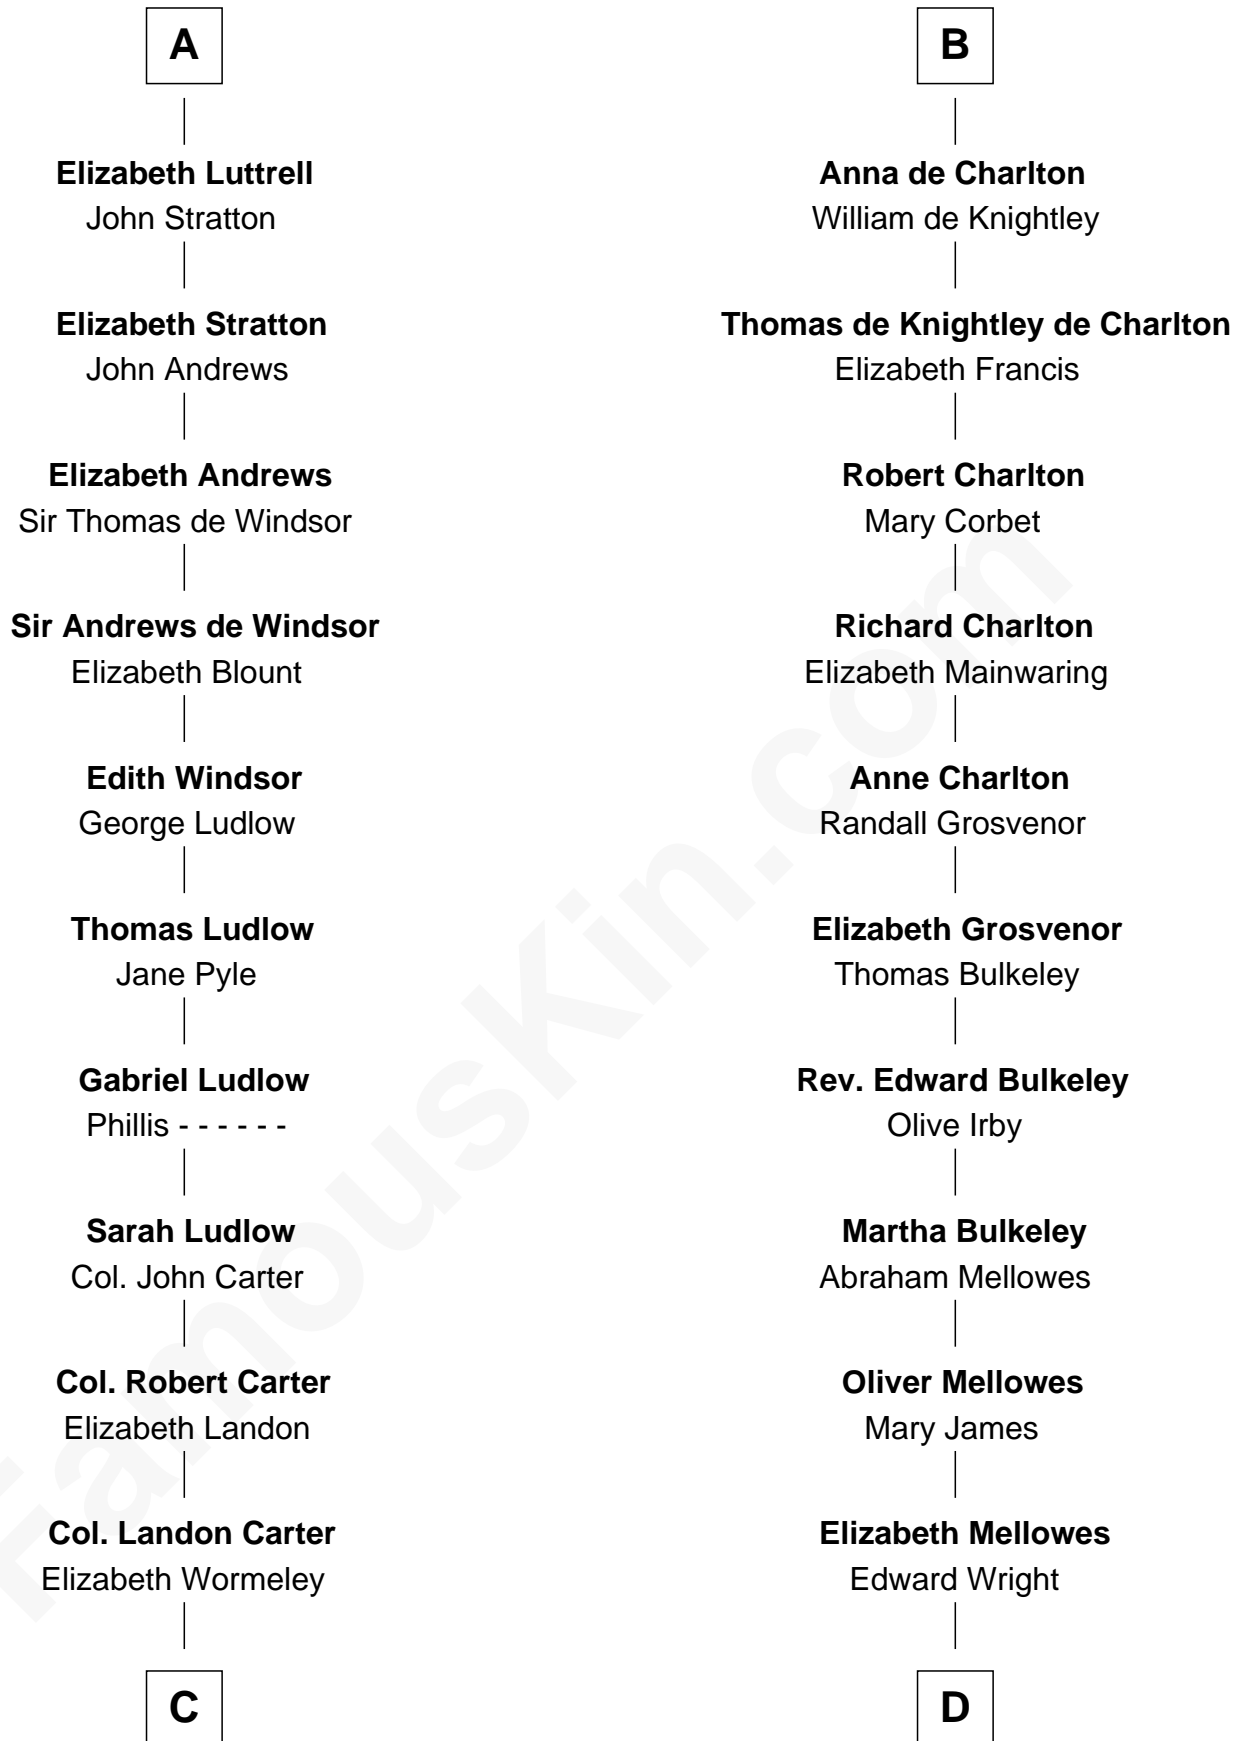 A
Elizabeth Luttrell
John Stratton
Elizabeth Stratton
John Andrews
Elizabeth Andrews
Sir Thomas de Windsor
Sir Andrews de Windsor
Elizabeth Blount
Edith Windsor
George Ludlow
Thomas Ludlow
Jane Pyle
Gabriel Ludlow
Phillis - - - - - -
Sarah Ludlow
Col. John Carter
Col. Robert Carter
Elizabeth Landon
Col. Landon Carter
Elizabeth Wormeley
C
B
Anna de Charlton
William de Knightley
Thomas de Knightley de Charlton
Elizabeth Francis
Robert Charlton
Mary Corbet
Richard Charlton
Elizabeth Mainwaring
Anne Charlton
Randall Grosvenor
Elizabeth Grosvenor
Thomas Bulkeley
Rev. Edward Bulkeley
Olive Irby
Martha Bulkeley
Abraham Mellowes
Oliver Mellowes
Mary James
Elizabeth Mellowes
Edward Wright
D
FamousKin.com